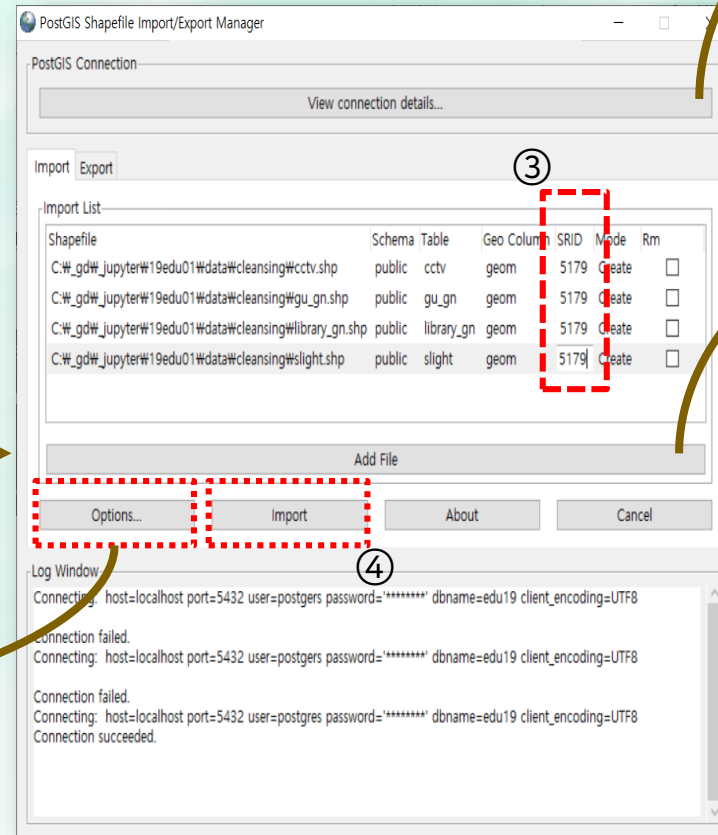 PostGIS Shapefile Import/Export Manager
PostGIS Connection
View connection details...
Import Export
③
Import List
Shapefile Schema Table Geo Column SRID Mode Rm
C:₩_gd₩_jupyter₩19edu01₩data₩cleansing₩cctv.shp public cctv geom 5179 Create
C:₩_gd₩_jupyter₩19edu01₩data₩cleansing₩gu_gn.shp public gu_gn geom 5179 Create
C:₩_gd₩_jupyter₩19edu01₩data₩cleansing₩library_gn.shp public library_gn geom 5179 Create
C:₩_gd₩_jupyter₩19edu01₩data₩cleansing₩slight.shp public slight geom 5179 Create
Add File
Options... Import About Cancel
④
Log Window
Connecting: host=localhost port=5432 user=postgers password='********' dbname=edu19 client_encoding=UTF8
Connection failed.
Connecting: host=localhost port=5432 user=postgers password='********' dbname=edu19 client_encoding=UTF8
Connection failed.
Connecting: host=localhost port=5432 user=postgres password='********' dbname=edu19 client_encoding=UTF8
Connection succeeded.